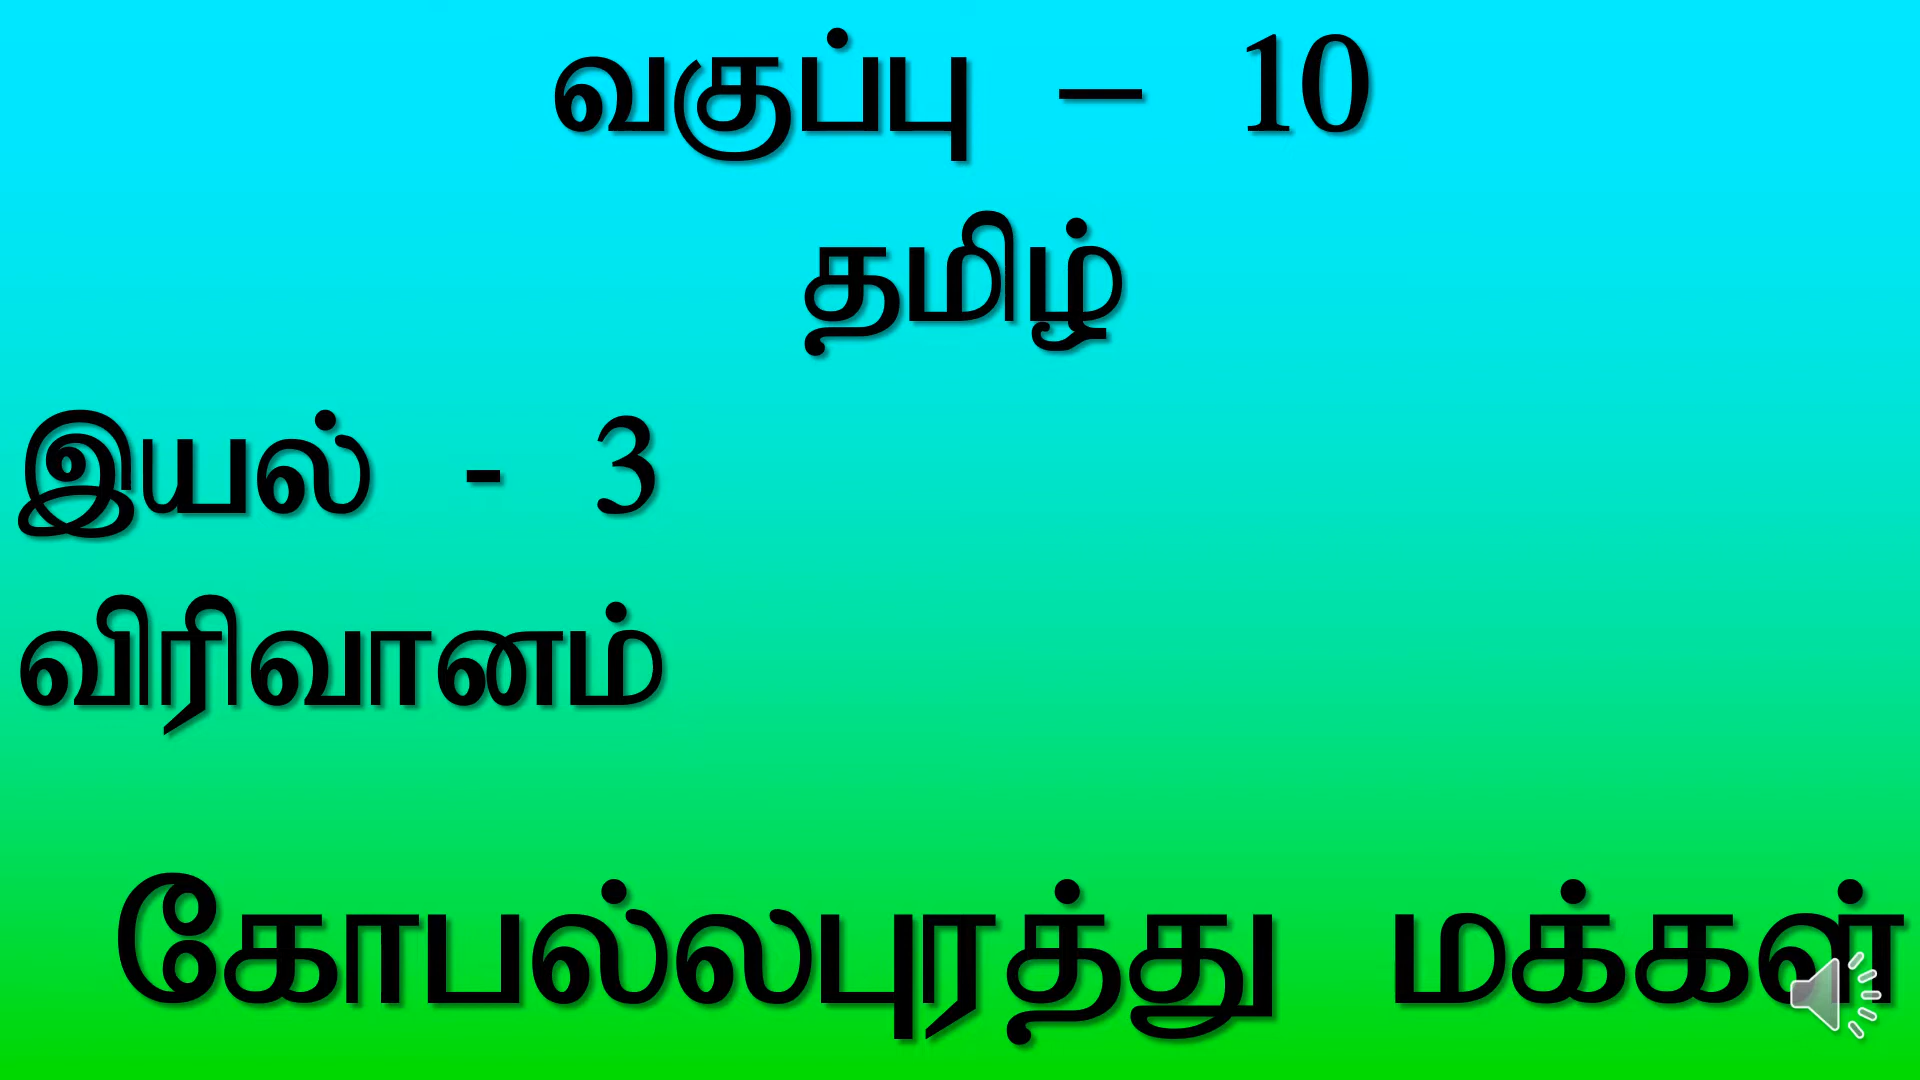 வகுப்பு – 10
தமிழ்
இயல் - 3
விரிவானம்
கோபல்லபுரத்து மக்கள்